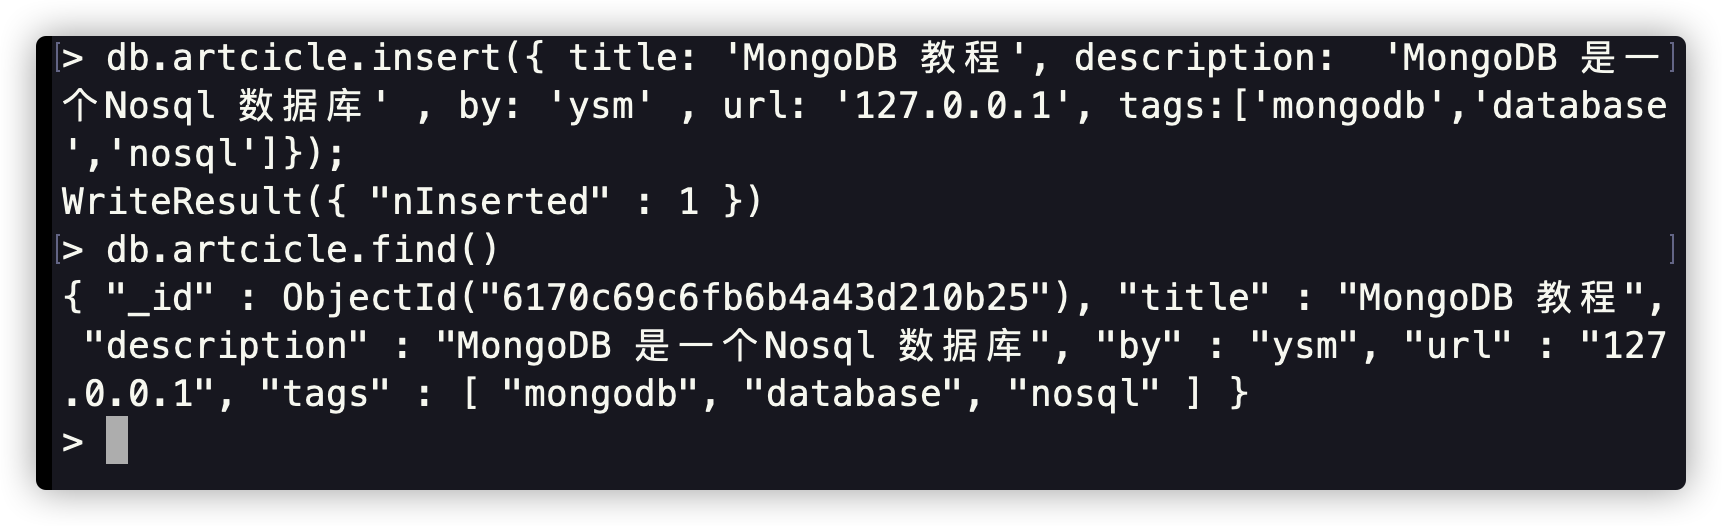 > db.artcicle.insert({ title: 'MongoDB 教程', description:  'MongoDB 是一
个Nosql 数据库' , by: 'ysm' , url: '127.0.0.1', tags:['mongodb','database
','nosql']});
WriteResult({ "nInserted" : 1 })
> db.artcicle.find()
{ "_id" : ObjectId("6170c69c6fb6b4a43d210b25"), "title" : "MongoDB 教程",
 "description" : "MongoDB 是一个Nosql 数据库", "by" : "ysm", "url" : "127
.0.0.1", "tags" : [ "mongodb", "database", "nosql" ] }
>